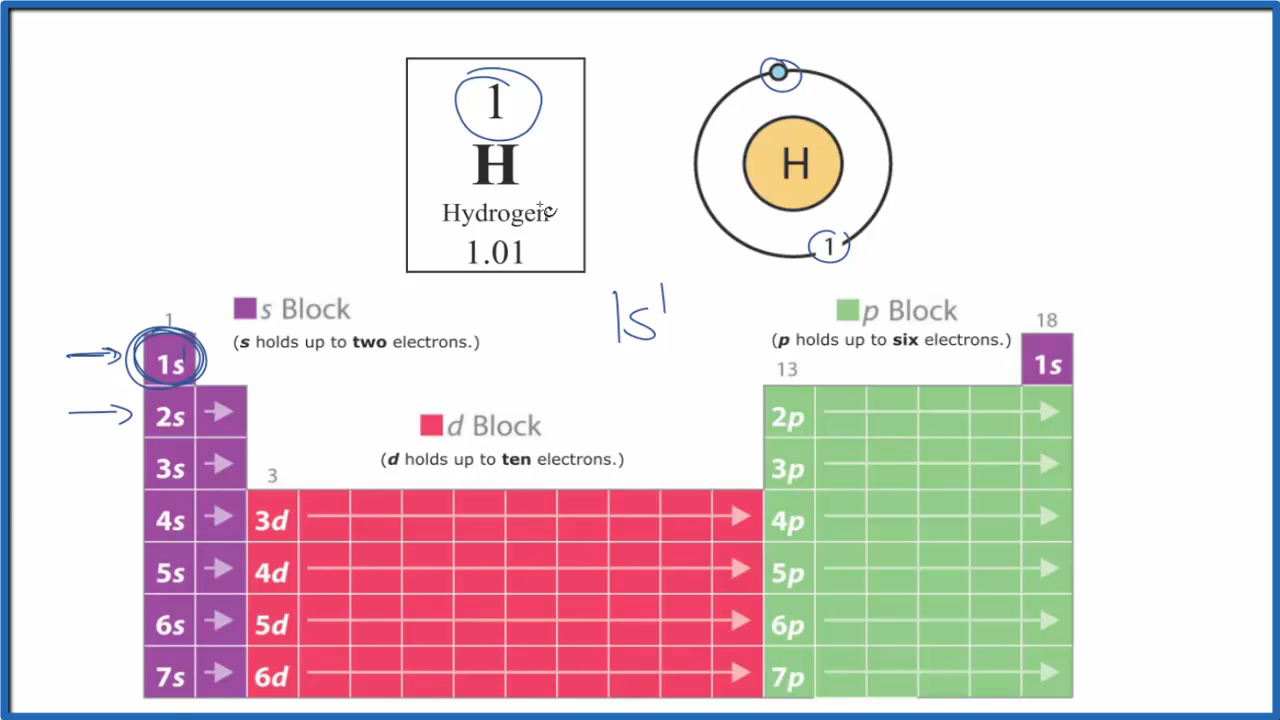 1
H
Hydrogen
1.01
H
1
1s¹
1
s Block
(s holds up to two electrons.)
p Block
(p holds up to six electrons.)
18
13
1s
1s
2s
2p
d Block
(d holds up to ten electrons.)
3s
3p
3
4s
3d
4p
5s
4d
5p
6s
5d
6p
7s
6d
7p